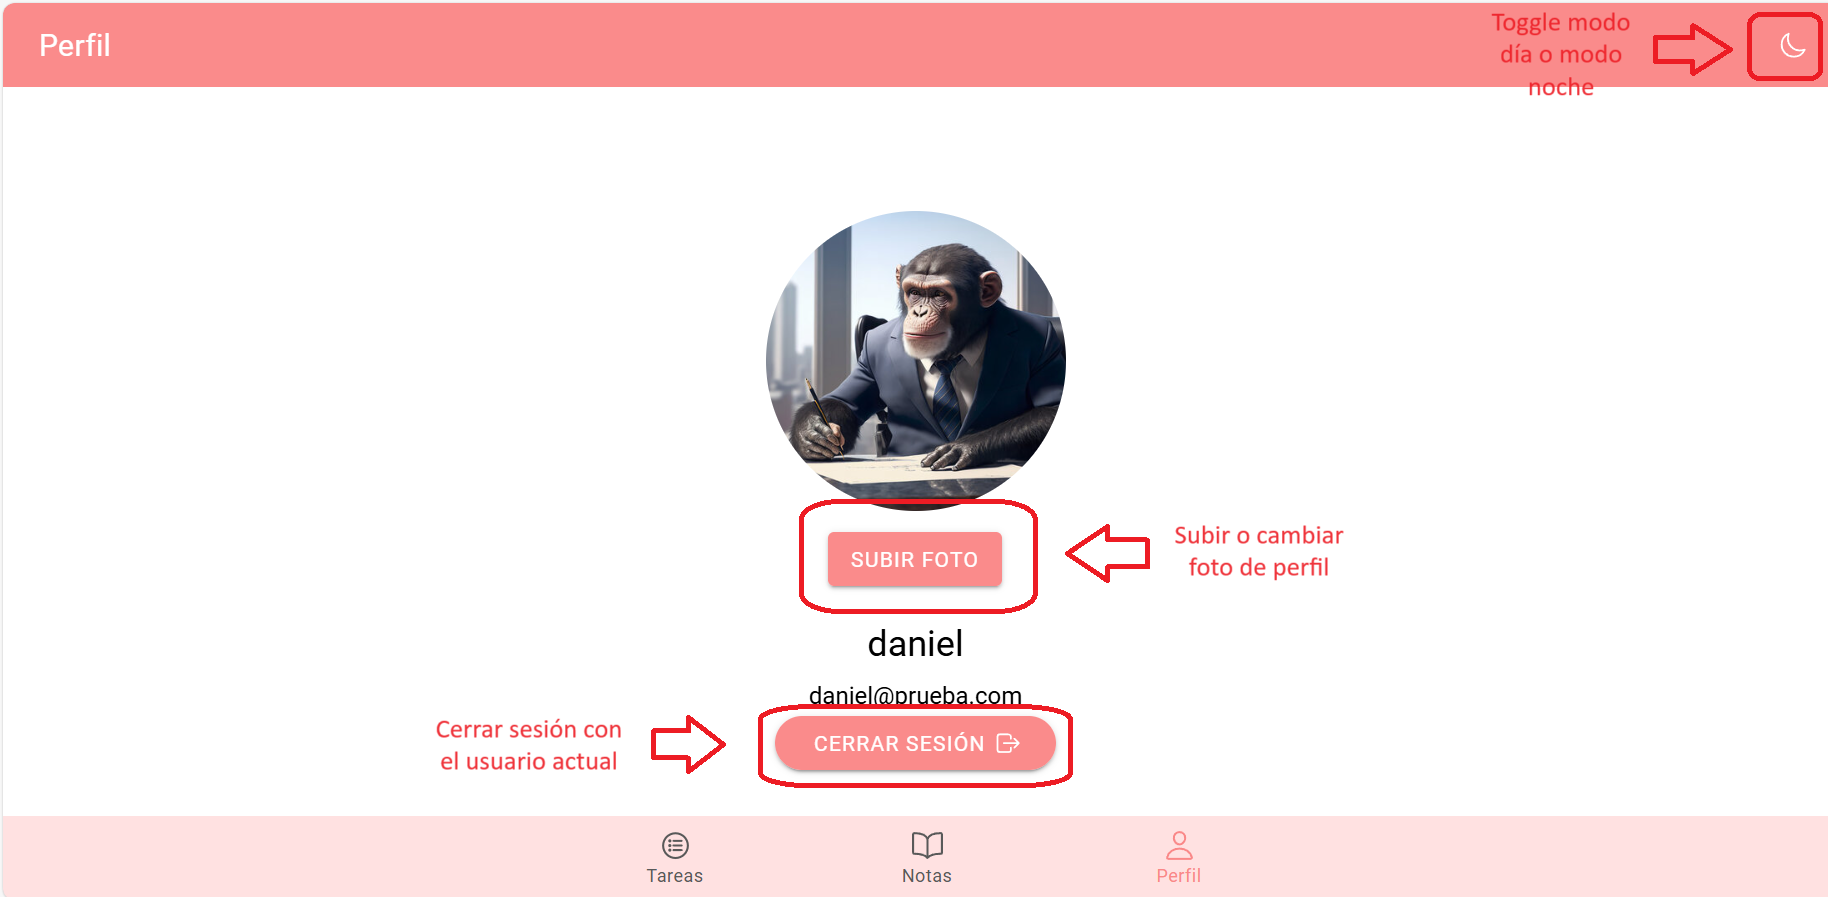 Perfil
Toggle modo
día o modo
noche
SUBIR FOTO
Subir o cambiar
foto de perfil
daniel
daniel@prueba.com
Cerrar sesión con
el usuario actual
CERRAR SESIÓN
Tareas
Notas
Perfil